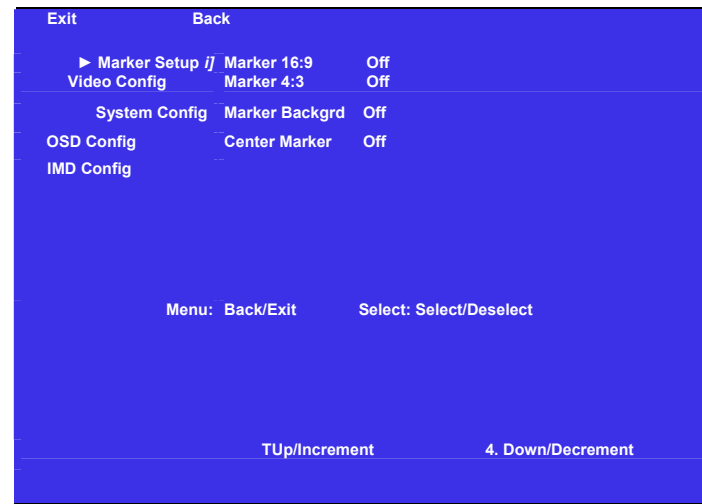 Exit Back
► Marker Setup i] Marker 16:9 Off
Video Config Marker 4:3 Off
System Config Marker Backgrd Off
OSD Config Center Marker Off
IMD Config
Menu: Back/Exit Select: Select/Deselect
TUp/Increment 4. Down/Decrement